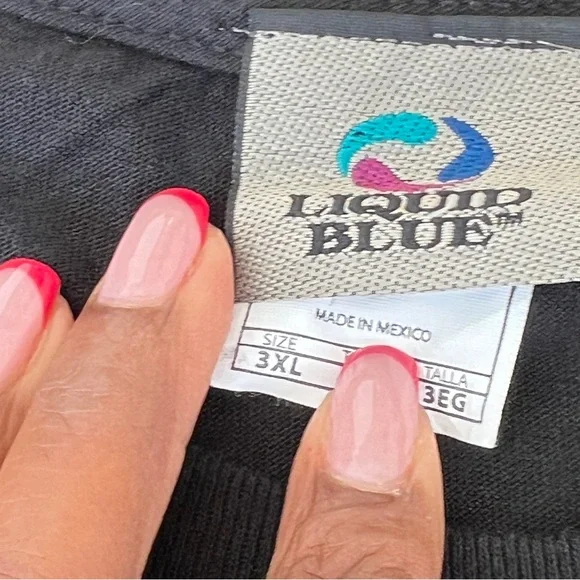 LIQUID
BLUE™
MADE IN MEXICO
SIZE TALLA
3XL 3EG